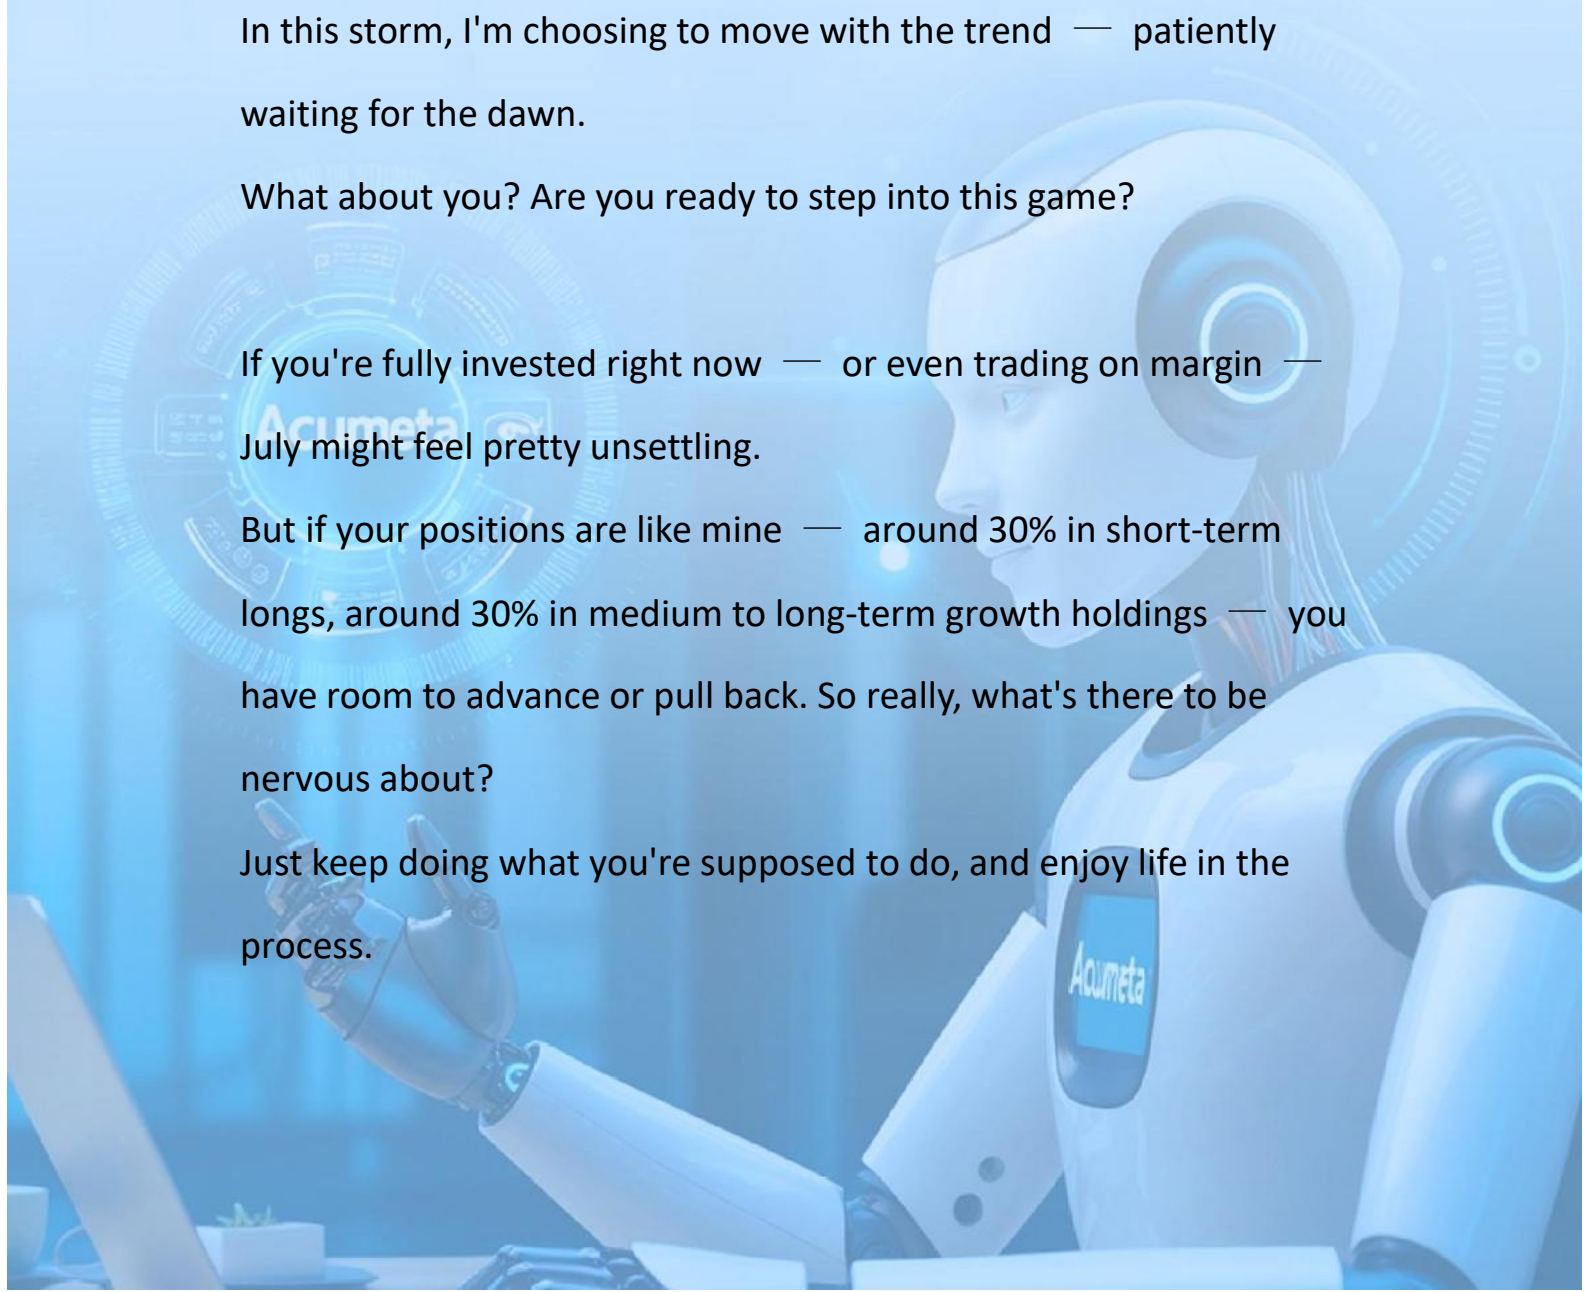 In this storm, I'm choosing to move with the trend — patiently
waiting for the dawn.
What about you? Are you ready to step into this game?
If you're fully invested right now — or even trading on margin —
Acumeta
July might feel pretty unsettling.
But if your positions are like mine — around 30% in short-term
longs, around 30% in medium to long-term growth holdings — you
have room to advance or pull back. So really, what's there to be
nervous about?
Just keep doing what you're supposed to do, and enjoy life in the
process.
Acumeta